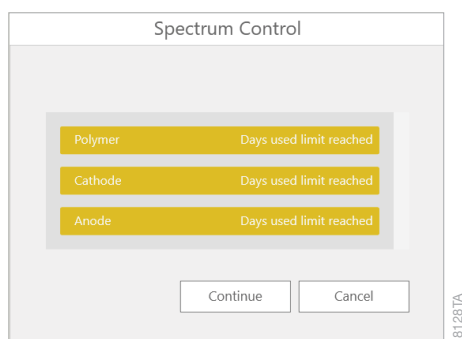 Spectrum Control
Polymer Days used limit reached
Cathode Days used limit reached
Anode Days used limit reached
Continue Cancel
8128TA